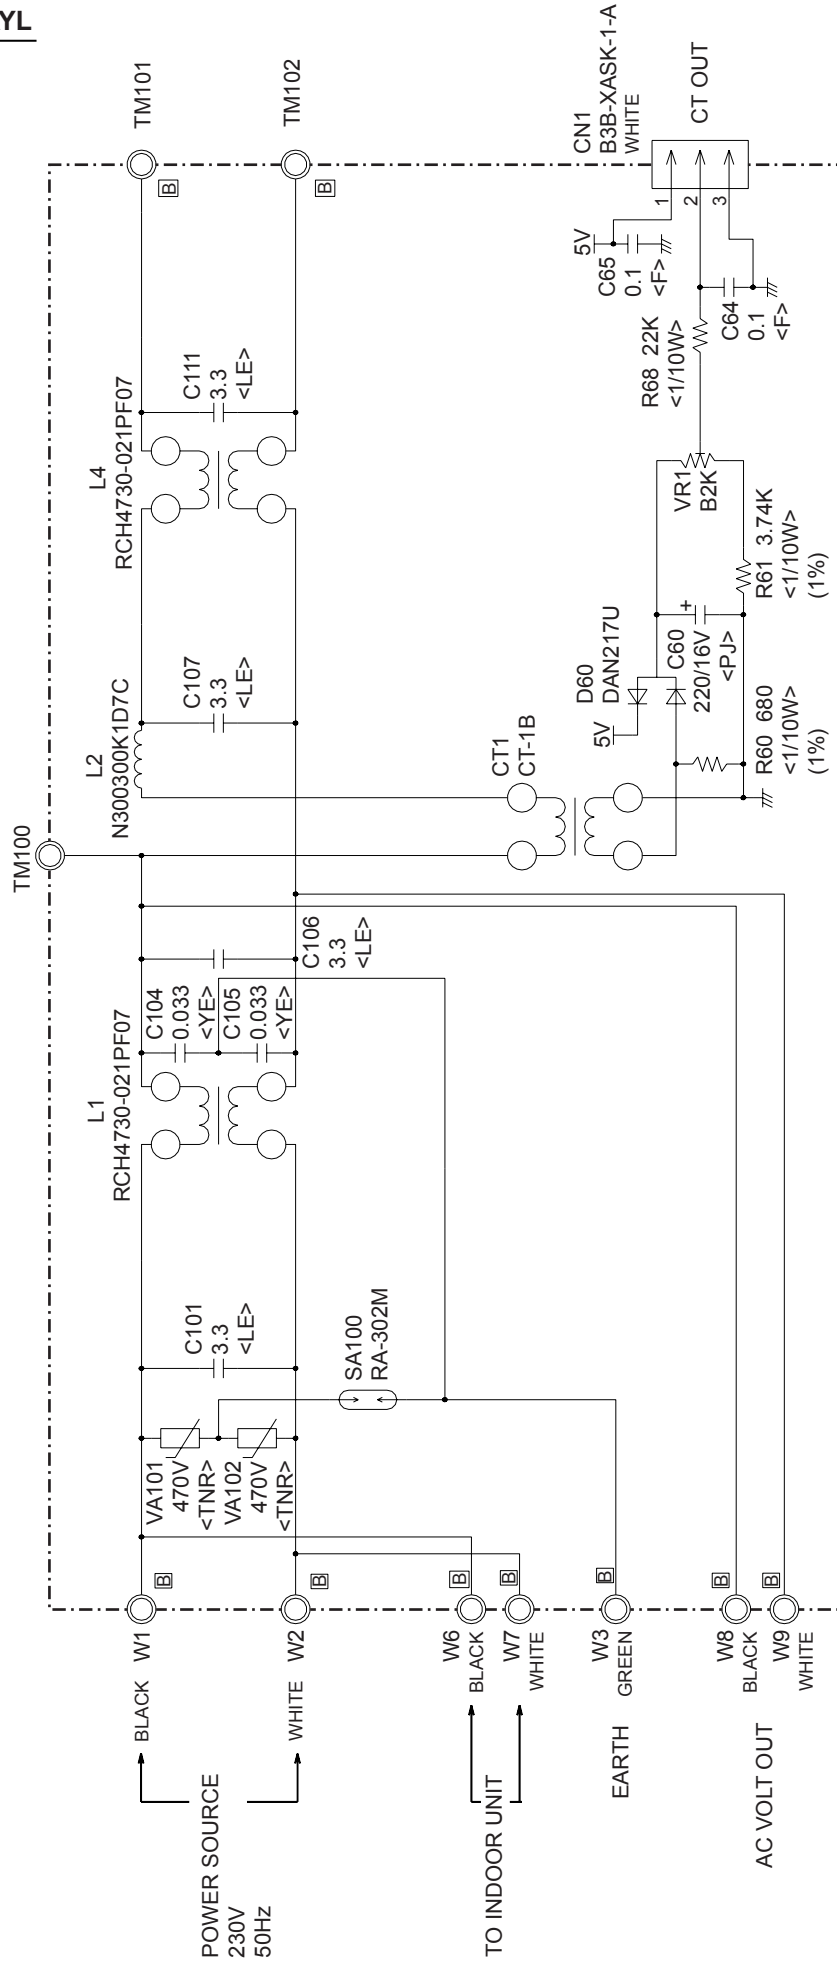 YL
TM101
TM102
B
B
CN1
B3B-XASK-1-A
WHITE
CT OUT
1
2
3
5V
C65
0.1
<F>
C64
0.1
<F>
R68 22K
<1/10W>
L4
RCH4730-021PF07
C111
3.3
<LE>
VR1
B2K
R61 3.74K
<1/10W>
(1%)
D60
DAN217U
5V
+
C60
220/16V
<PJ>
R60 680
<1/10W>
(1%)
C107
3.3
<LE>
L2
N300300K1D7C
CT1
CT-1B
TM100
C106
3.3
<LE>
C104
0.033
<YE>
C105
0.033
<YE>
L1
RCH4730-021PF07
C101
3.3
<LE>
SA100
RA-302M
VA101
470V
<TNR>
VA102
470V
<TNR>
B
B
B
B
B
B
B
BLACK W1
WHITE W2
W6
BLACK
W7
WHITE
W3
GREEN
W8
BLACK
W9
WHITE
POWER SOURCE
230V
50Hz
TO INDOOR UNIT
EARTH
AC VOLT OUT